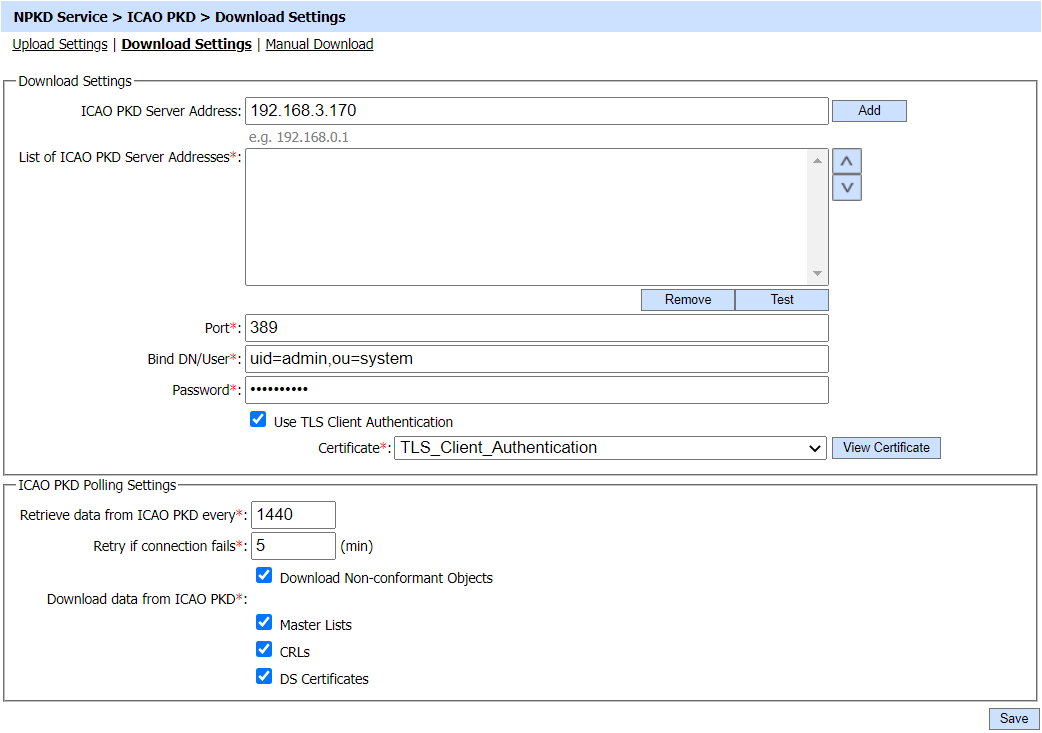 NPKD Service > ICAO PKD > Download Settings
Upload Settings | Download Settings | Manual Download
Download Settings
ICAO PKD Server Address: 192.168.3.170 Add
e.g. 192.168.0.1
List of ICAO PKD Server Addresses*:
Remove Test
Port*: 389
Bind DN/User*: uid=admin,ou=system
Password*: ••••••••••
Use TLS Client Authentication
Certificate*: TLS_Client_Authentication View Certificate
ICAO PKD Polling Settings
Retrieve data from ICAO PKD every*: 1440
Retry if connection fails*: 5 (min)
Download Non-conformant Objects
Download data from ICAO PKD*:
Master Lists
CRLs
DS Certificates
Save